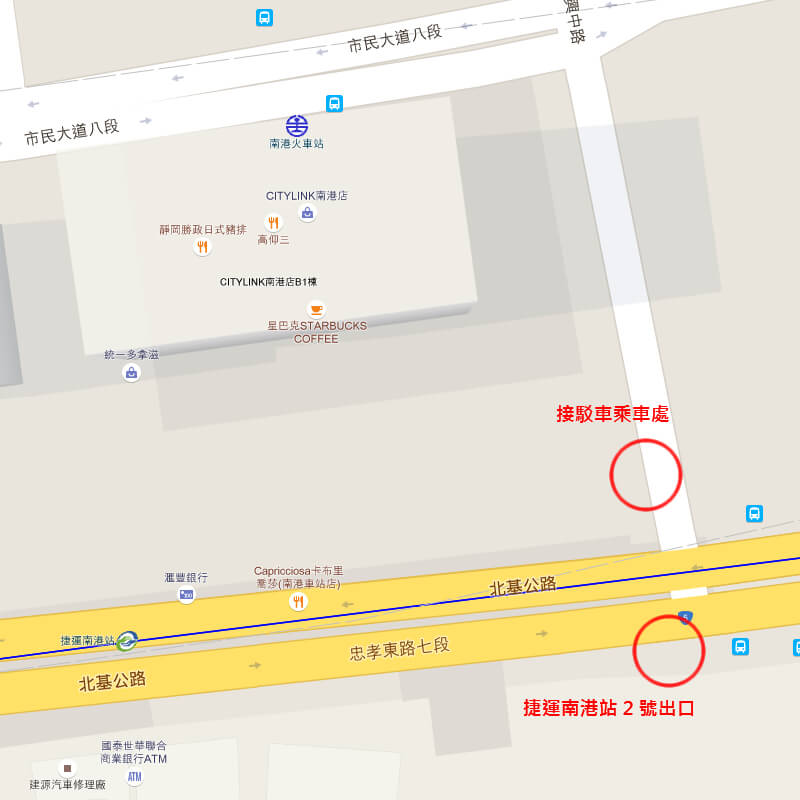 興中路
市民大道八段
市民大道八段
南港火車站
CITYLINK南港店
靜岡勝政日式豬排
高仰三
CITYLINK南港店B1棟
星巴克STARBUCKS
COFFEE
統一多拿滋
接駁車乘車處
Capricciosa卡布里
喬莎(南港車站店)
滙豐銀行
北基公路
捷運南港站
忠孝東路七段
北基公路
捷運南港站 2 號出口
國泰世華聯合
商業銀行ATM
ATM
建源汽車修理廠